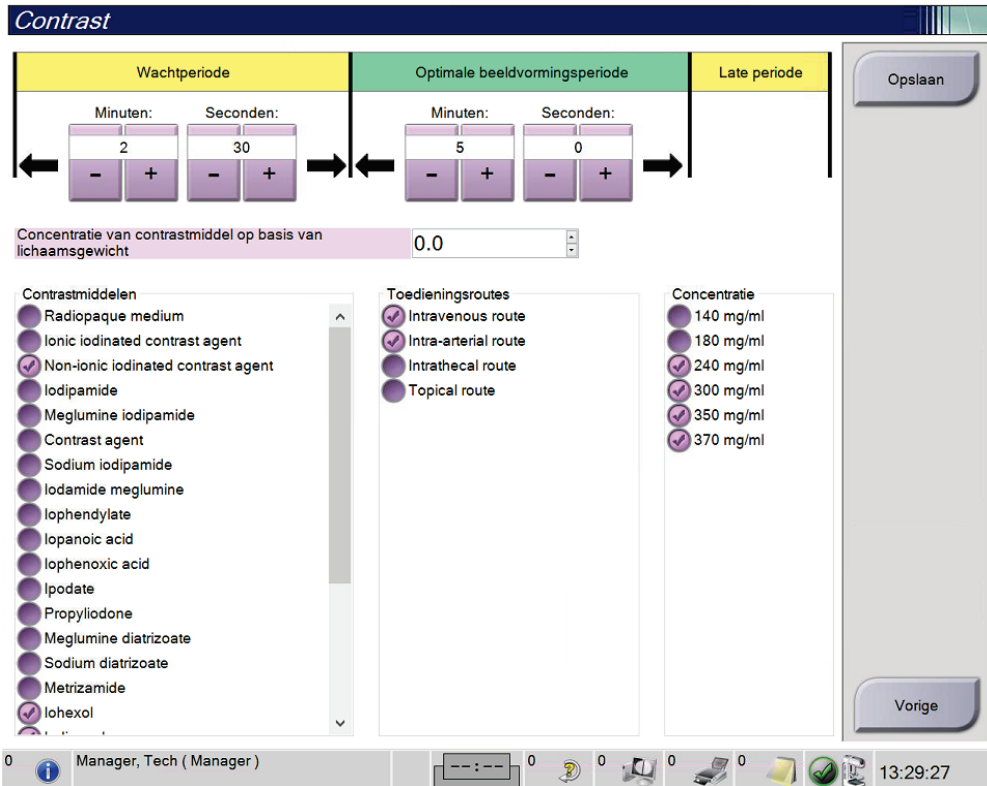 Contrast
Wachtperiode
Optimale beeldvormingsperiode
Late periode
Opslaan
Minuten:
Seconden:
Minuten:
Seconden:
2
30
5
0
- + - + - + - +
Concentratie van contrastmiddel op basis van
lichaamsgewicht
0.0
Contrastmiddelen
Radiopaque medium
Ionic iodinated contrast agent
Non-ionic iodinated contrast agent
Iodipamide
Meglumine iodipamide
Contrast agent
Sodium iodipamide
Iodamide meglumine
Iophendylate
Iopanoic acid
Iophenoxic acid
Ipodate
Propyliodone
Meglumine diatrizoate
Sodium diatrizoate
Metrizamide
Iohexol
Toedieningsroutes
Intravenous route
Intra-arterial route
Intrathecal route
Topical route
Concentratie
140 mg/ml
180 mg/ml
240 mg/ml
300 mg/ml
350 mg/ml
370 mg/ml
Vorige
0
Manager, Tech ( Manager )
--:--
0
0
0
0
13:29:27